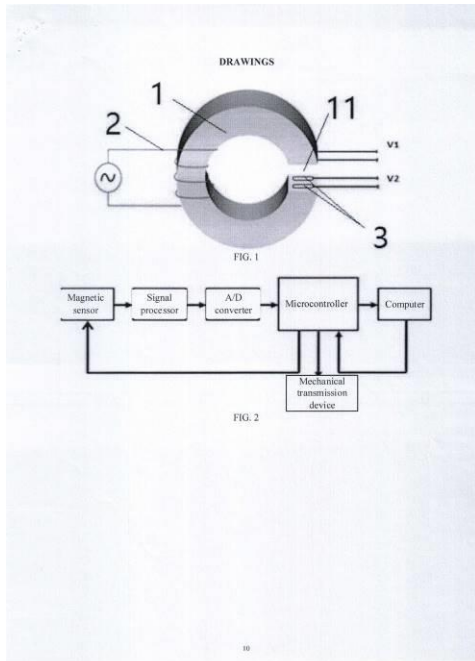 DRAWINGS
1
11
2
V1
V2
3
FIG. 1
Magnetic
sensor
Signal
processor
A/D
converter
Microcontroller
Computer
Mechanical
transmission
device
FIG. 2
10